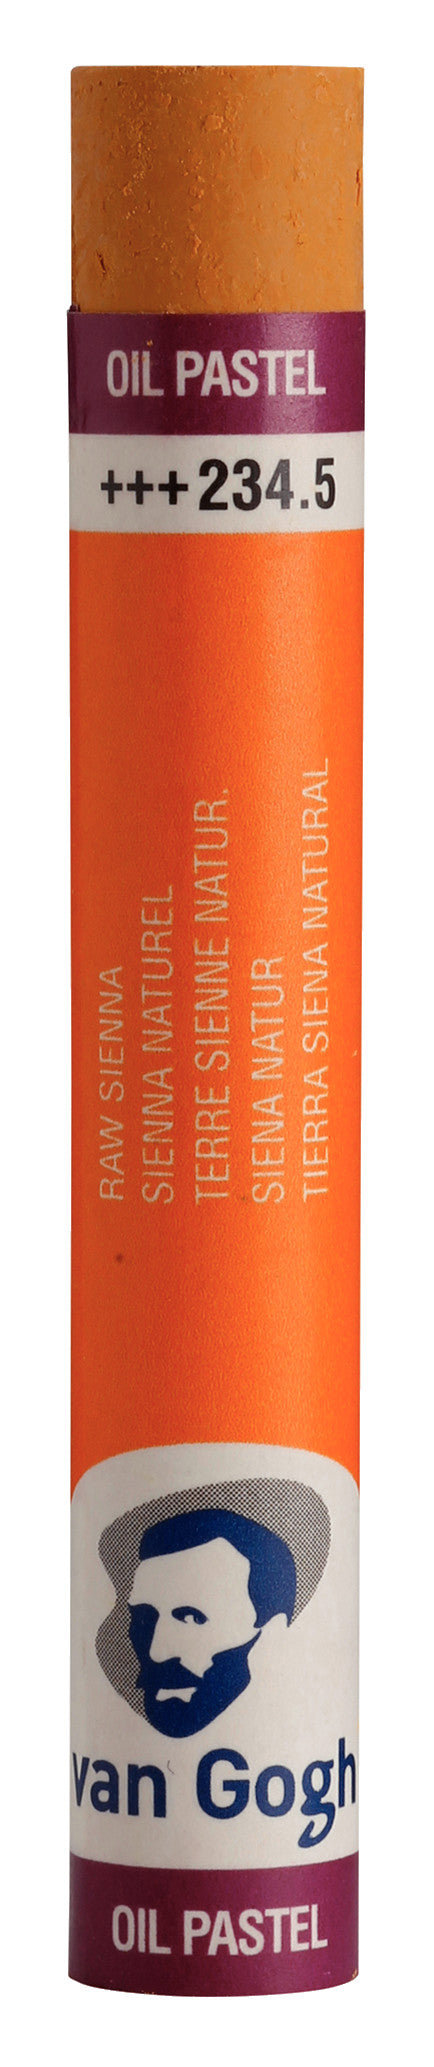 OIL PASTEL
+++234.5
RAW SIENNA
SIENNA NATUREL
TERRE SIENNE NATUR.
SIENA NATUR
TIERRA SIENA NATURAL
van Gogh
OIL PASTEL